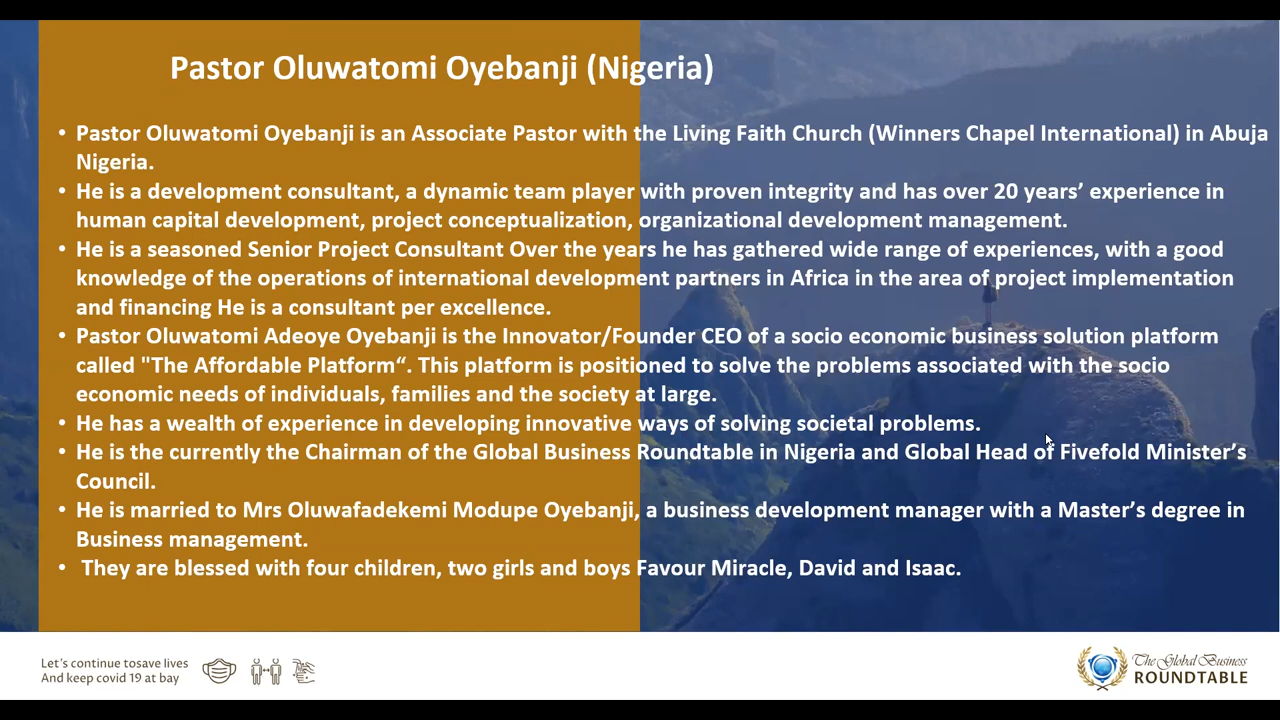 Pastor Oluwatomi Oyebanji (Nigeria)
• Pastor Oluwatomi Oyebanji is an Associate Pastor with the Living Faith Church (Winners Chapel International) in Abuja
Nigeria.
• He is a development consultant, a dynamic team player with proven integrity and has over 20 years’ experience in
human capital development, project conceptualization, organizational development management.
• He is a seasoned Senior Project Consultant Over the years he has gathered wide range of experiences, with a good
knowledge of the operations of international development partners in Africa in the area of project implementation
and financing He is a consultant per excellence.
• Pastor Oluwatomi Adeoye Oyebanji is the Innovator/Founder CEO of a socio economic business solution platform
called "The Affordable Platform“. This platform is positioned to solve the problems associated with the socio
economic needs of individuals, families and the society at large.
• He has a wealth of experience in developing innovative ways of solving societal problems.
• He is the currently the Chairman of the Global Business Roundtable in Nigeria and Global Head of Fivefold Minister’s
Council.
• He is married to Mrs Oluwafadekemi Modupe Oyebanji, a business development manager with a Master’s degree in
Business management.
• They are blessed with four children, two girls and boys Favour Miracle, David and Isaac.
Let’s continue tosave lives
And keep covid 19 at bay
The Global Business
ROUNDTABLE